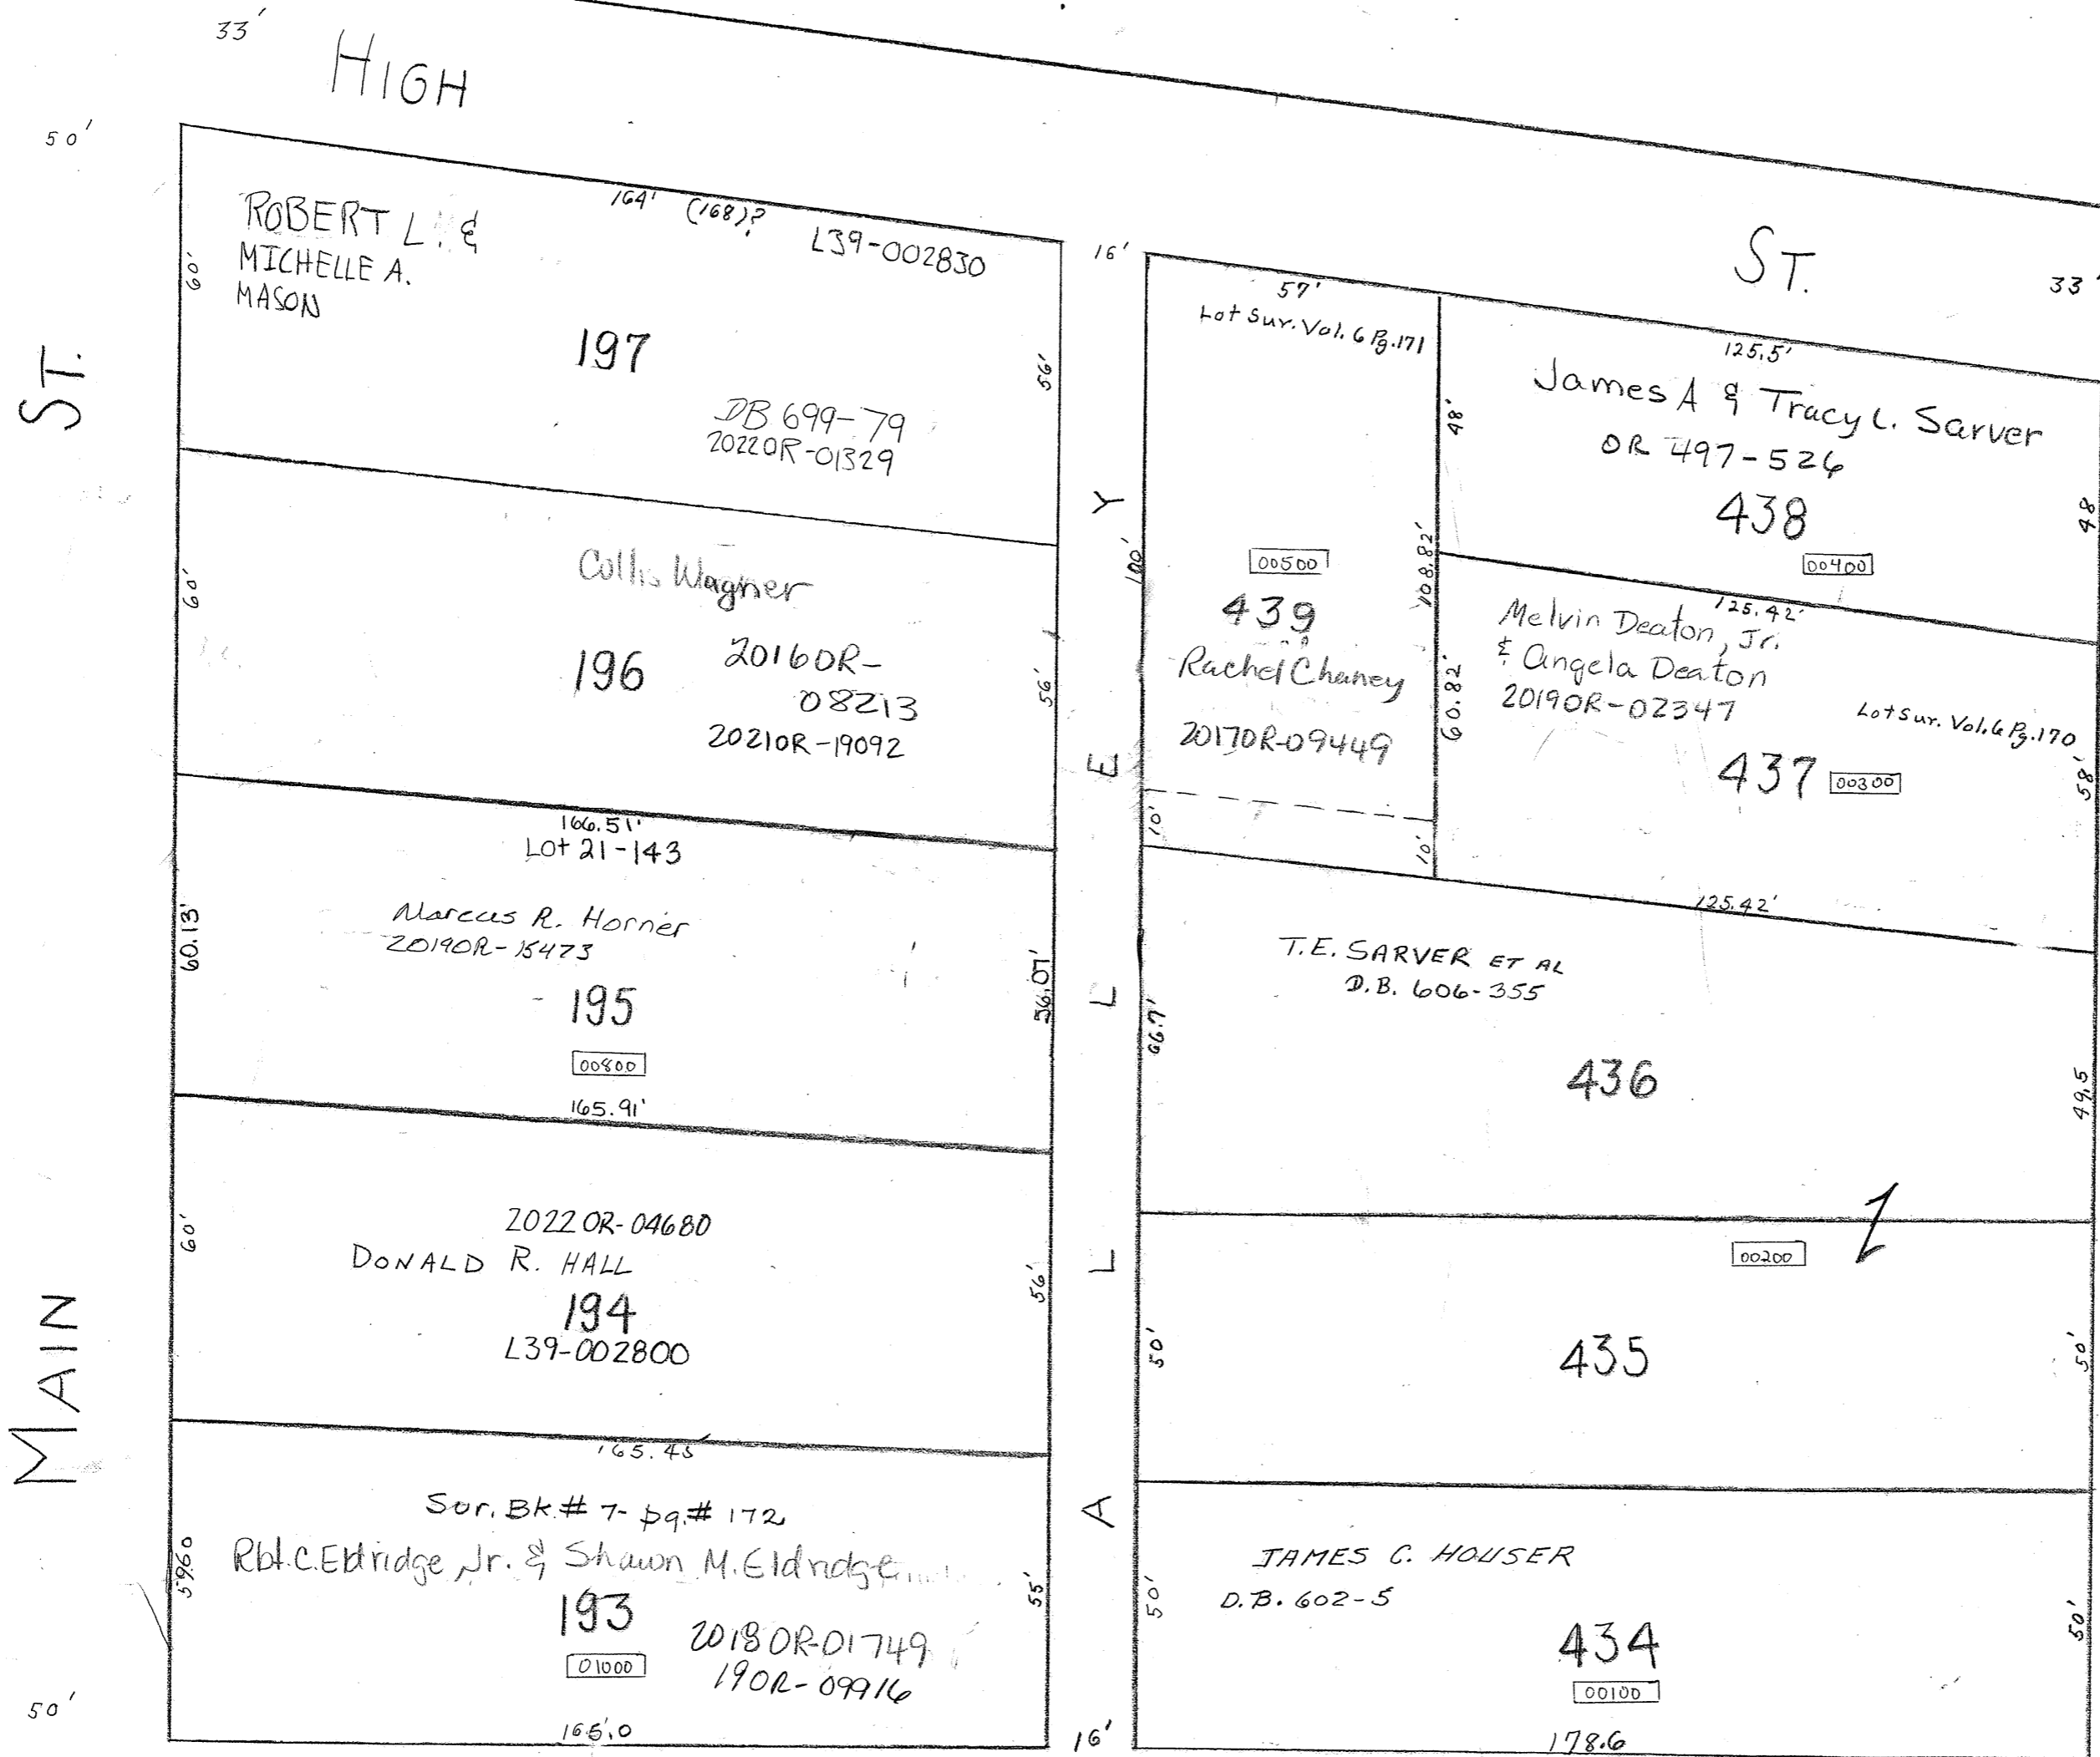 33'
HIGH
ST.
33'
50'
ST.
MAIN
50'
164' (168)?
L39-002830
ROBERT L. &
MICHELLE A.
MASON
60'
197
56'
DB 699-79
2022OR-01329
Collis Wagner
60'
196
2016OR-
08213
2021OR-19092
56'
166.51'
Lot 21-143
Marcus R. Horner
2019OR-15473
60.13'
195
56.07'
00800
165.91'
2022OR-04680
DONALD R. HALL
60'
194
56'
L39-002800
165.43
Sur. Bk.# 7- pg.# 172
Rbt. C. Eldridge Jr. & Shawn M. Eldridge
59.60
193
55'
01000
2018OR-01749
19OR-09916
165.0
16'
ALLEY
16'
57'
Lot Sur. Vol. 6 Pg. 171
100'
00500
439
108.82'
Rachel Chaney
2017OR-09449
10'
10'
125.5'
James A & Tracy L. Sarver
OR 497-526
48'
438
48
00400
125.42'
Melvin Deaton, Jr.
& Angela Deaton
2019OR-02347
60.82'
Lot Sur. Vol. 6 Pg. 170
437
00300
58'
125.42'
T.E. SARVER ET AL
D.B. 606-355
66.7'
436
49.5
1
00200
50'
435
50'
JAMES C. HOUSER
D.B. 602-5
50'
434
50'
00100
178.6